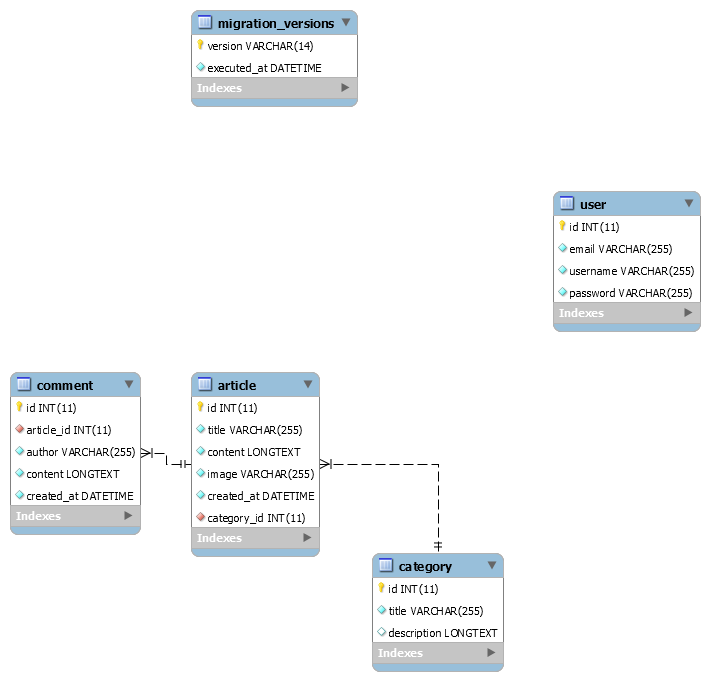 migration_versions
version VARCHAR(14)
executed_at DATETIME
Indexes
user
id INT(11)
email VARCHAR(255)
username VARCHAR(255)
password VARCHAR(255)
Indexes
comment
id INT(11)
article_id INT(11)
author VARCHAR(255)
content LONGTEXT
created_at DATETIME
Indexes
article
id INT(11)
title VARCHAR(255)
content LONGTEXT
image VARCHAR(255)
created_at DATETIME
category_id INT(11)
Indexes
category
id INT(11)
title VARCHAR(255)
description LONGTEXT
Indexes